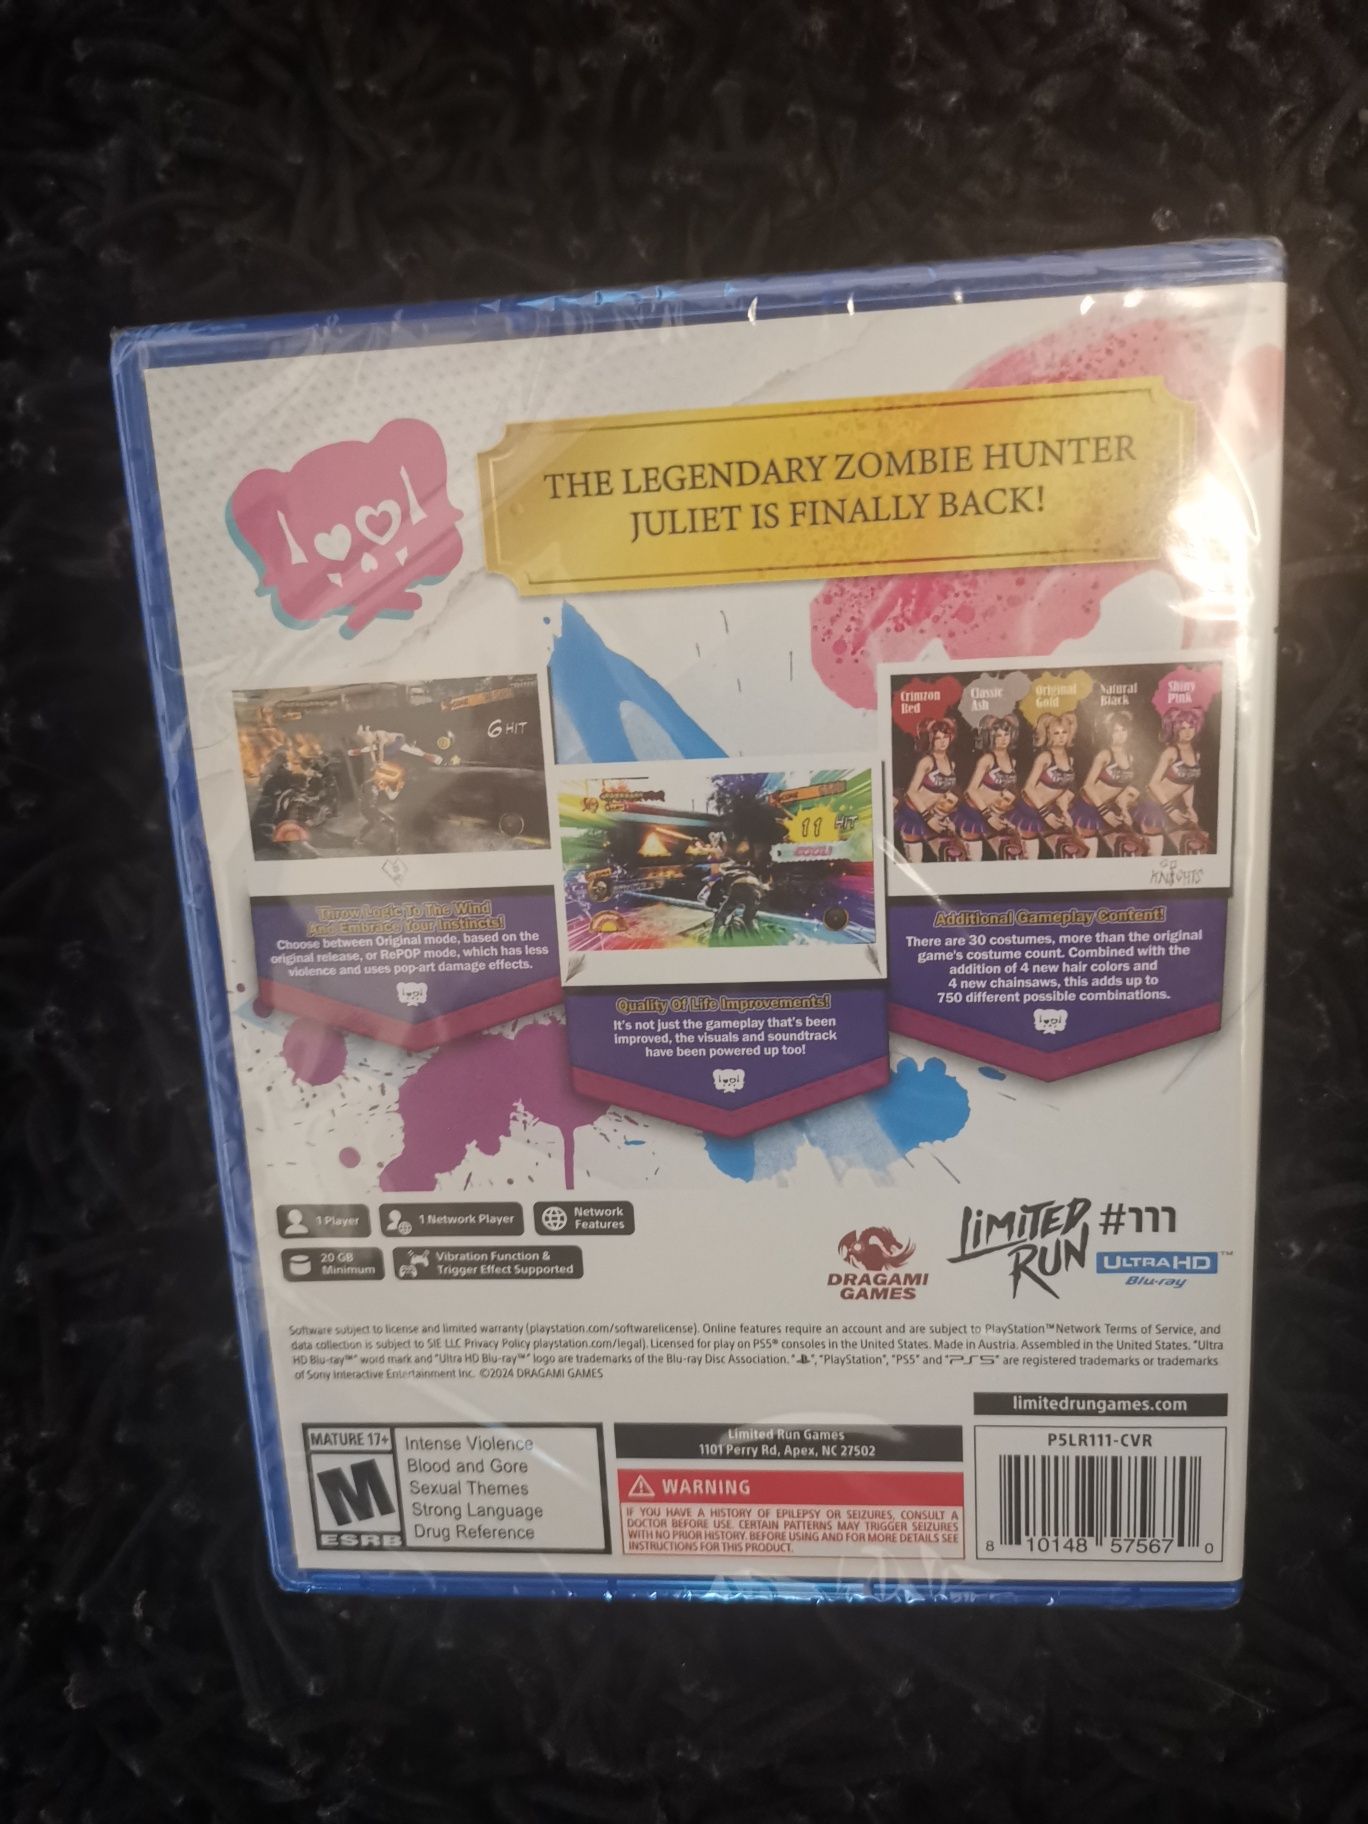 THE LEGENDARY ZOMBIE HUNTER
JULIET IS FINALLY BACK!
6 HIT
11 HIT
COOL!
Crimzon
Red
Classic
Ash
Original
Gold
Natural
Black
Shiny
Pink
KNIGHTS
Throw Logic To The Wind
And Embrace Your Instincts!
Choose between Original mode, based on the
original release, or RePOP mode, which has less
violence and uses pop-art damage effects.
Quality Of Life Improvements!
It's not just the gameplay that's been
improved, the visuals and soundtrack
have been powered up too!
Additional Gameplay Content!
There are 30 costumes, more than the original
game's costume count. Combined with the
addition of 4 new hair colors and
4 new chainsaws, this adds up to
750 different possible combinations.
1 Player
1 Network Player
Network
Features
20 GB
Minimum
Vibration Function &
Trigger Effect Supported
DRAGAMI
GAMES
LIMITED
RUN
#111
ULTRA HD™
Blu-ray
Software subject to license and limited warranty (playstation.com/softwarelicense). Online features require an account and are subject to PlayStation™Network Terms of Service, and
data collection is subject to SIE LLC Privacy Policy playstation.com/legal). Licensed for play on PS5® consoles in the United States. Made in Austria. Assembled in the United States. "Ultra
HD Blu-ray™" word mark and "Ultra HD Blu-ray™" logo are trademarks of the Blu-ray Disc Association. "", "PlayStation", "PS5" and "PS5" are registered trademarks or trademarks
of Sony Interactive Entertainment Inc. ©2024 DRAGAMI GAMES
limitedrungames.com
MATURE 17+
M
ESRB
Intense Violence
Blood and Gore
Sexual Themes
Strong Language
Drug Reference
Limited Run Games
1101 Perry Rd, Apex, NC 27502
WARNING
IF YOU HAVE A HISTORY OF EPILEPSY OR SEIZURES, CONSULT A
DOCTOR BEFORE USE. CERTAIN PATTERNS MAY TRIGGER SEIZURES
WITH NO PRIOR HISTORY. BEFORE USING AND FOR MORE DETAILS SEE
INSTRUCTIONS FOR THIS PRODUCT.
P5LR111-CVR
8 10148 57567 0